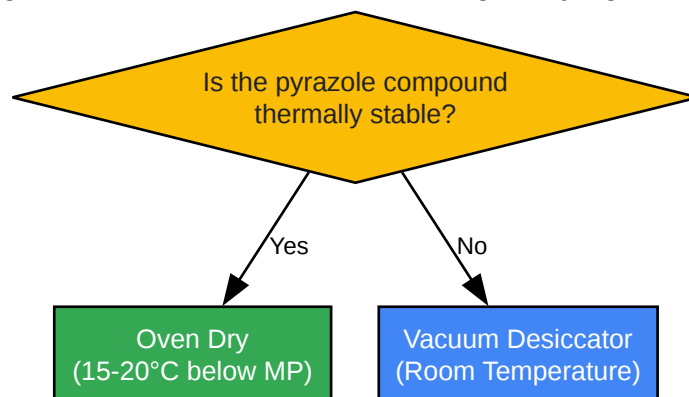 Is the pyrazole compound
thermally stable?
Yes
No
Oven Dry
(15-20°C below MP)
Vacuum Desiccator
(Room Temperature)